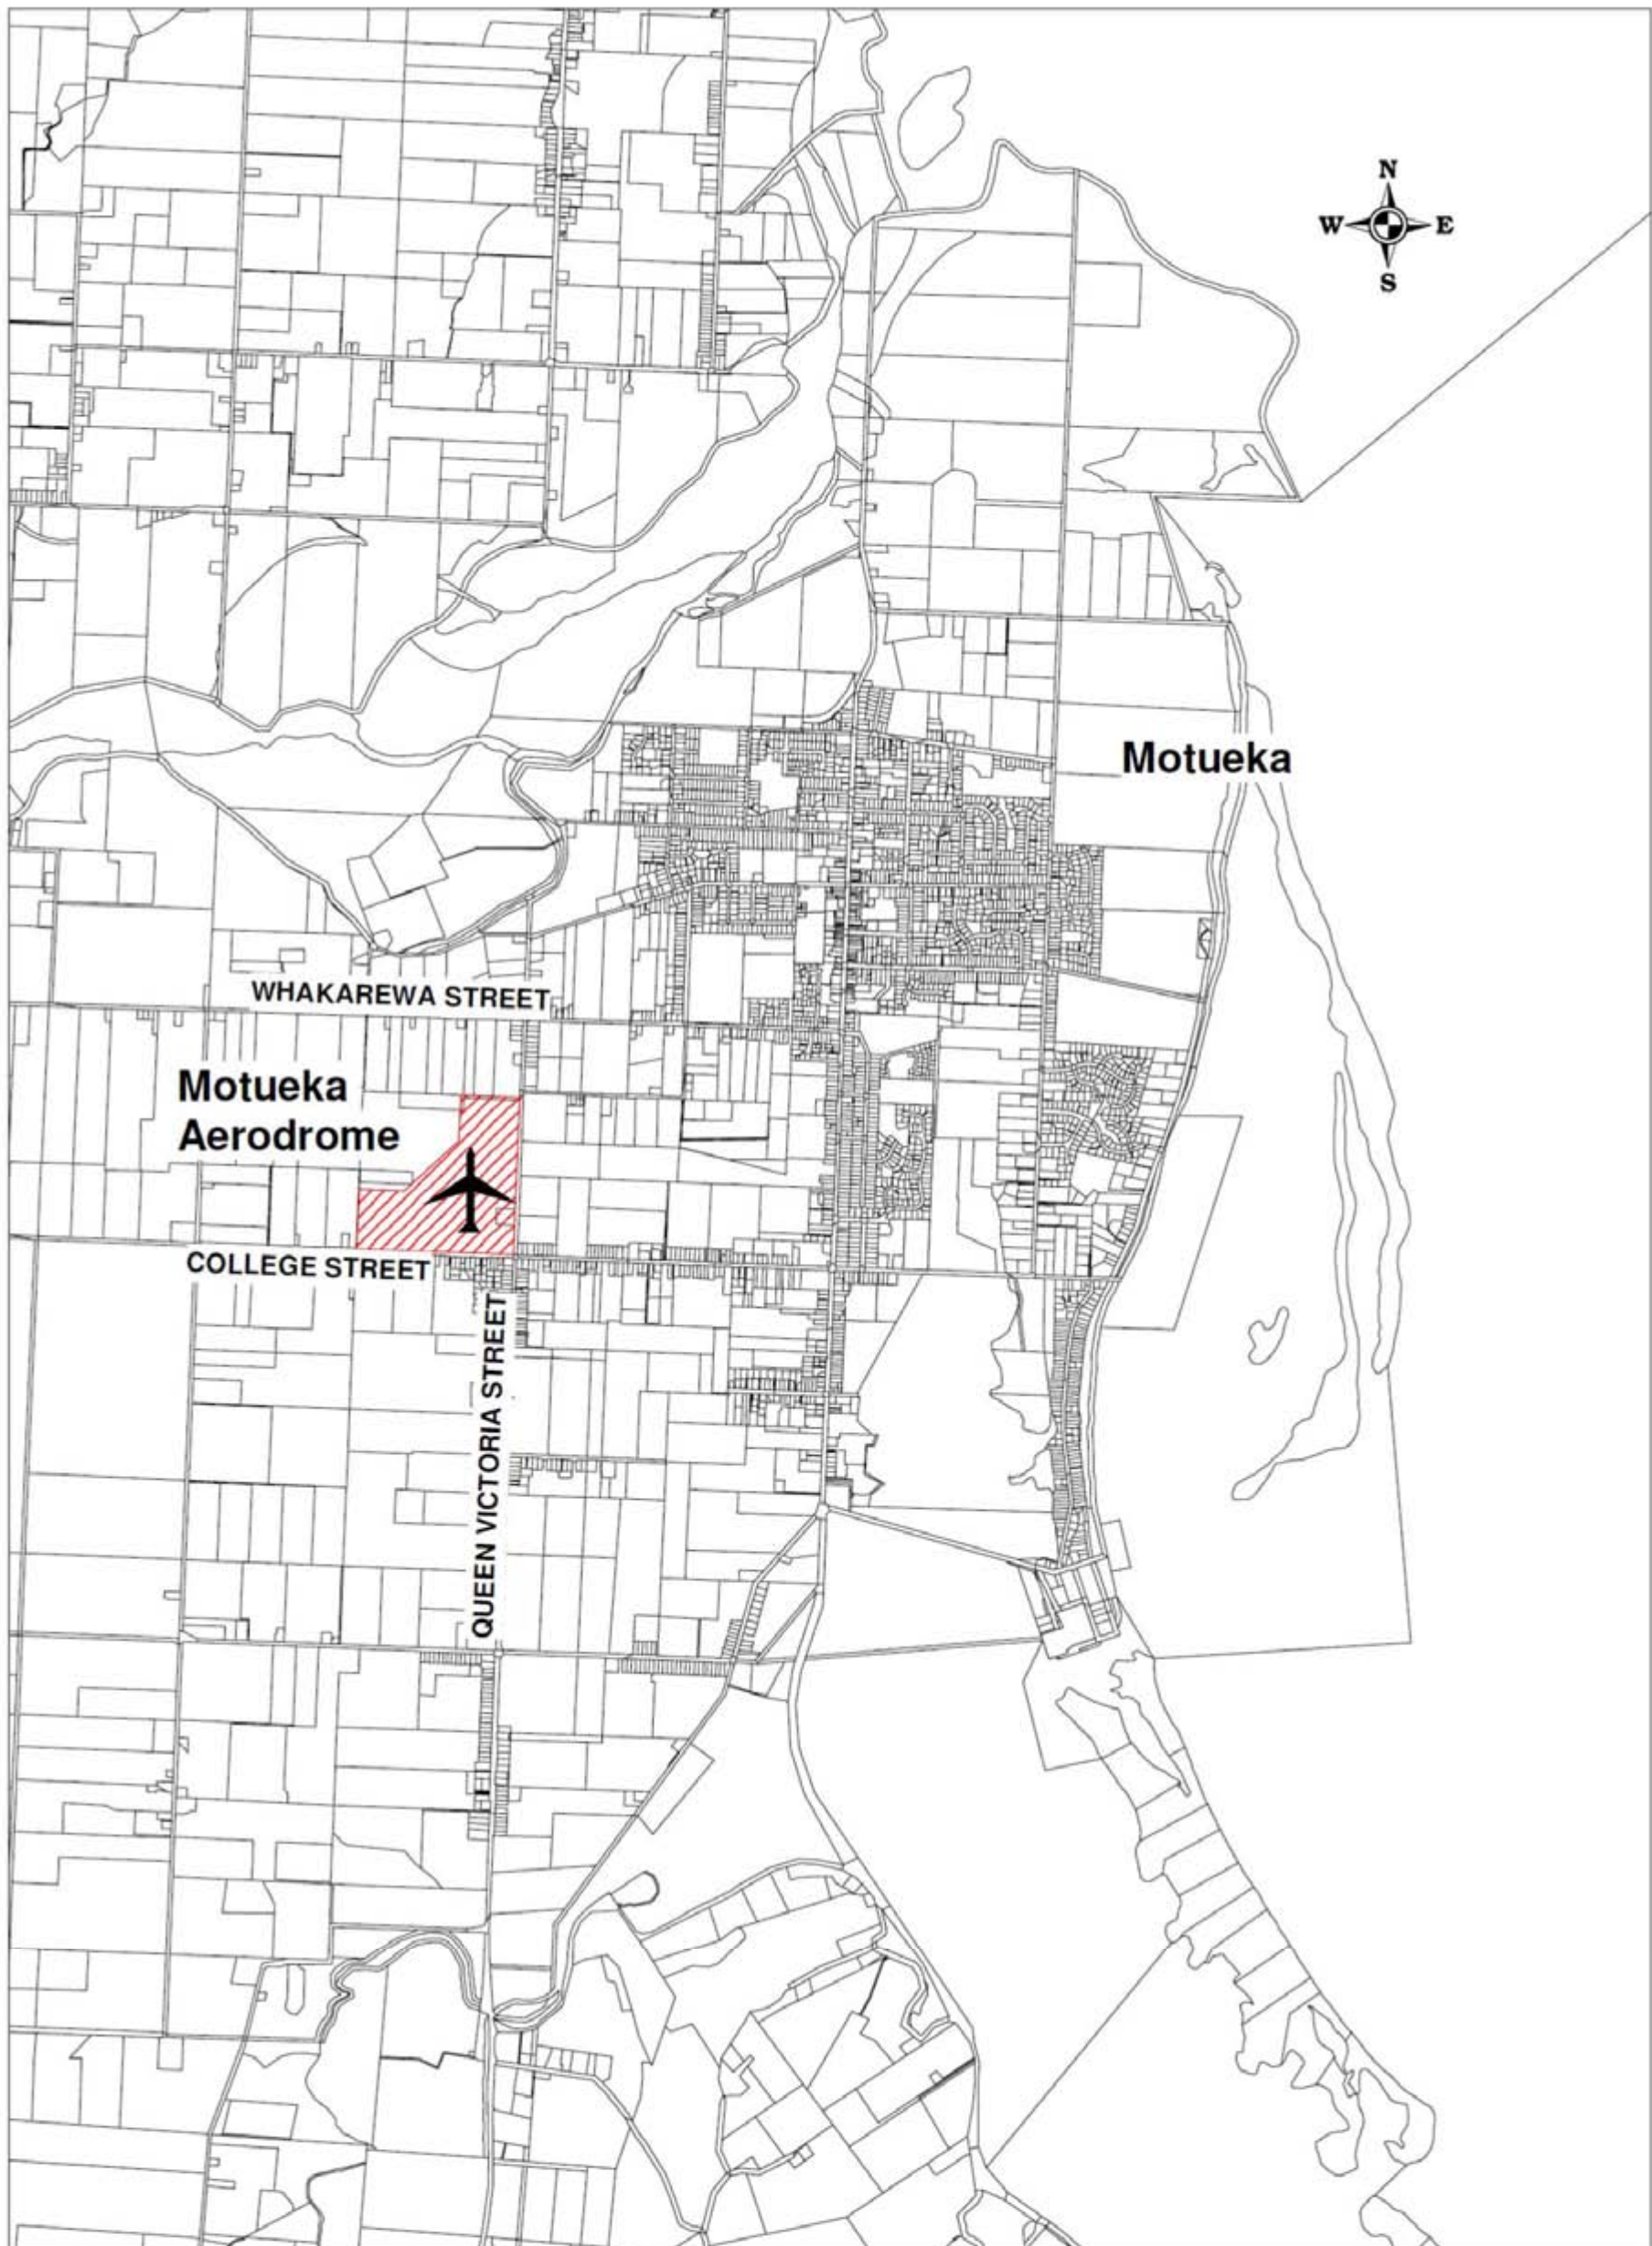 N
W
E
S
Motueka
WHAKAREWA STREET
Motueka
Aerodrome
COLLEGE STREET
QUEEN VICTORIA STREET